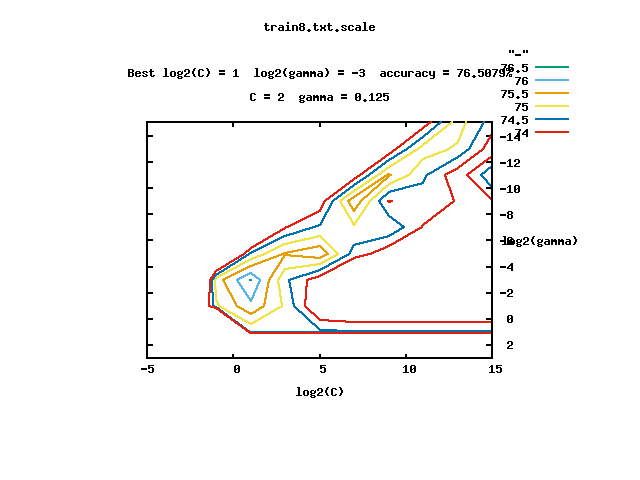 train8.txt.scale
"-"
76.5
Best log2(C) = 1 log2(gamma) = -3 accuracy = 76.5079%
76
75.5
C = 2 gamma = 0.125
75
74.5
74
-14
-12
-10
-8
-6
log2(gamma)
-4
-2
0
2
-5 0 5 10 15
log2(C)